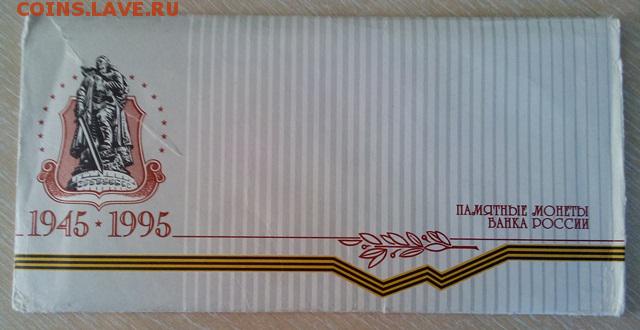 COINS.LAVE.RU
1945 * 1995
ПАМЯТНЫЕ МОНЕТЫ
БАНКА РОССИИ